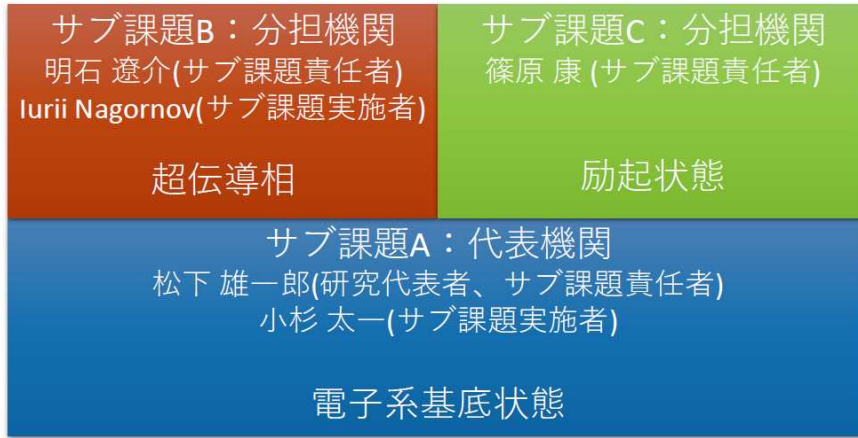 サブ課題B：分担機関
明石 遼介(サブ課題責任者)
Iurii Nagornov(サブ課題実施者)
超伝導相
サブ課題C：分担機関
篠原 康 (サブ課題責任者)
励起状態
サブ課題A：代表機関
松下 雄一郎(研究代表者、サブ課題責任者)
小杉 太一(サブ課題実施者)
電子系基底状態